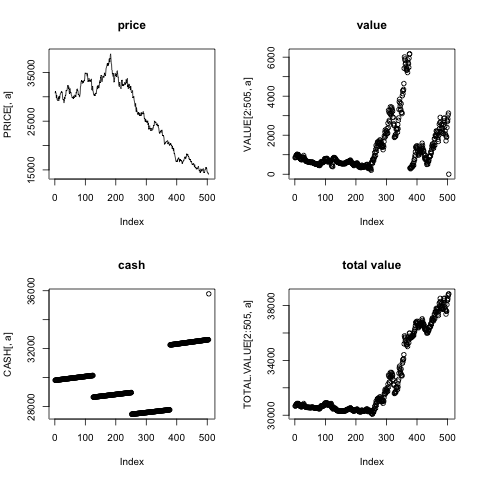 price
PRICE[, a]
15000 25000 35000
0 100 200 300 400 500
Index
value
VALUE[2:505, a]
0 2000 4000 6000
0 100 200 300 400 500
Index
cash
CASH[, a]
28000 32000 36000
0 100 200 300 400 500
Index
total value
TOTAL.VALUE[2:505, a]
30000 34000 38000
0 100 200 300 400 500
Index